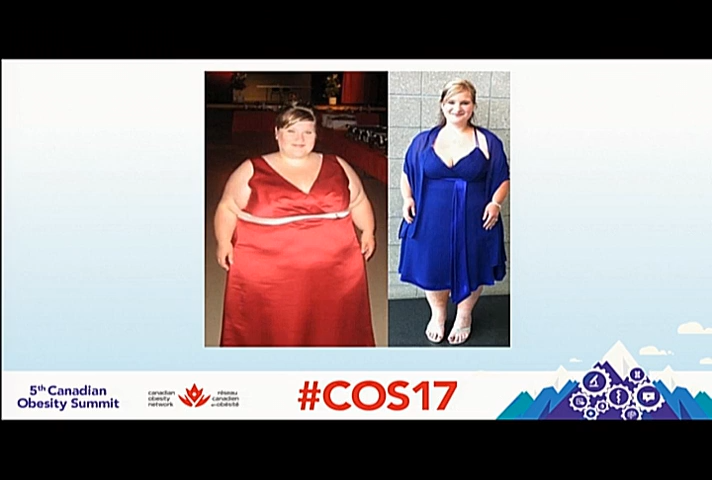 5th Canadian
Obesity Summit
canadian
obesity
network
réseau
canadien
en obésité
#COS17